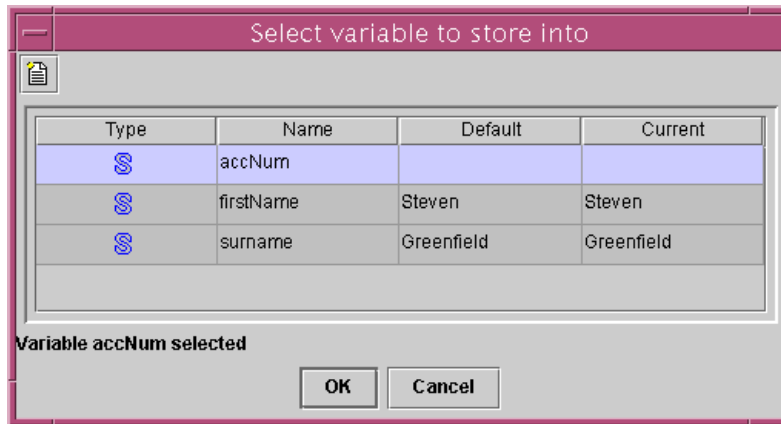 Select variable to store into
Type Name Default Current
S accNum
S firstName Steven Steven
S surname Greenfield Greenfield
Variable accNum selected
OK Cancel